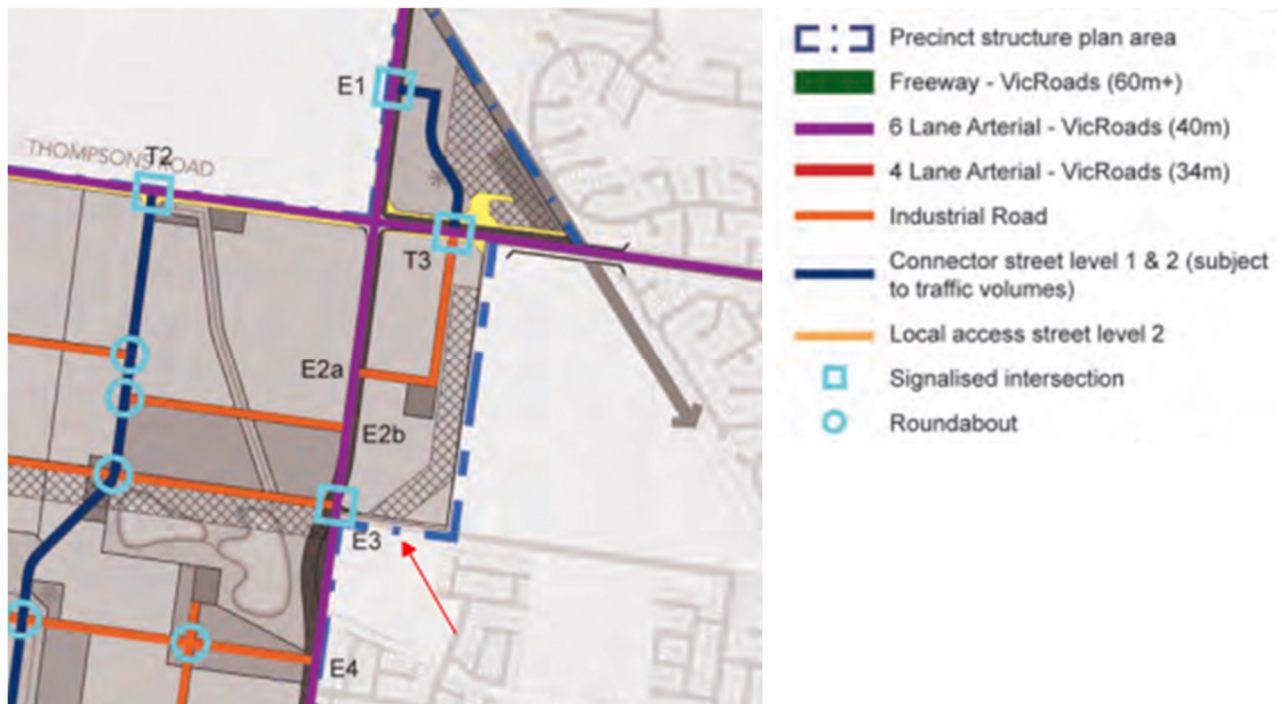 E1
THOMPSONS ROAD
T2
T3
E2a
E2b
E3
E4
Precinct structure plan area
Freeway - VicRoads (60m+)
6 Lane Arterial - VicRoads (40m)
4 Lane Arterial - VicRoads (34m)
Industrial Road
Connector street level 1 & 2 (subject
to traffic volumes)
Local access street level 2
Signalised intersection
Roundabout